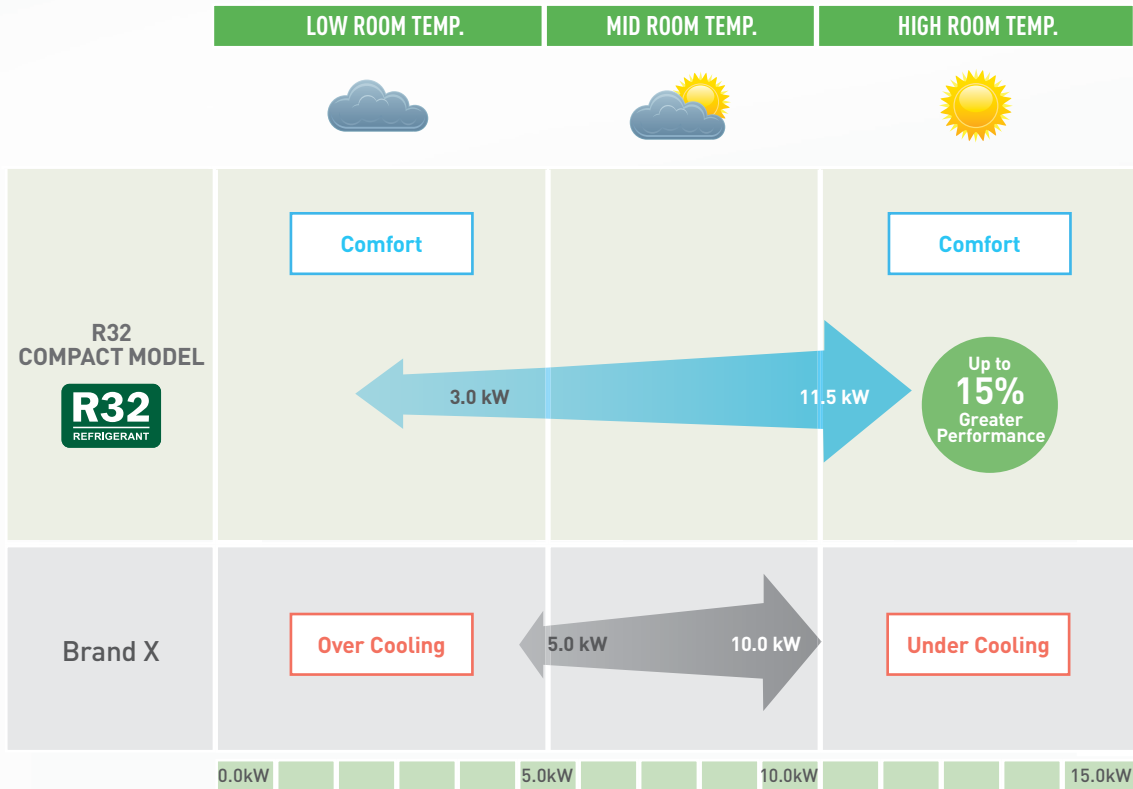 LOW ROOM TEMP.
MID ROOM TEMP.
HIGH ROOM TEMP.
R32
COMPACT MODEL
R32
REFRIGERANT
Comfort
Comfort
3.0 kW
11.5 kW
Up to
15%
Greater
Performance
Brand X
Over Cooling
5.0 kW
10.0 kW
Under Cooling
0.0kW
5.0kW
10.0kW
15.0kW